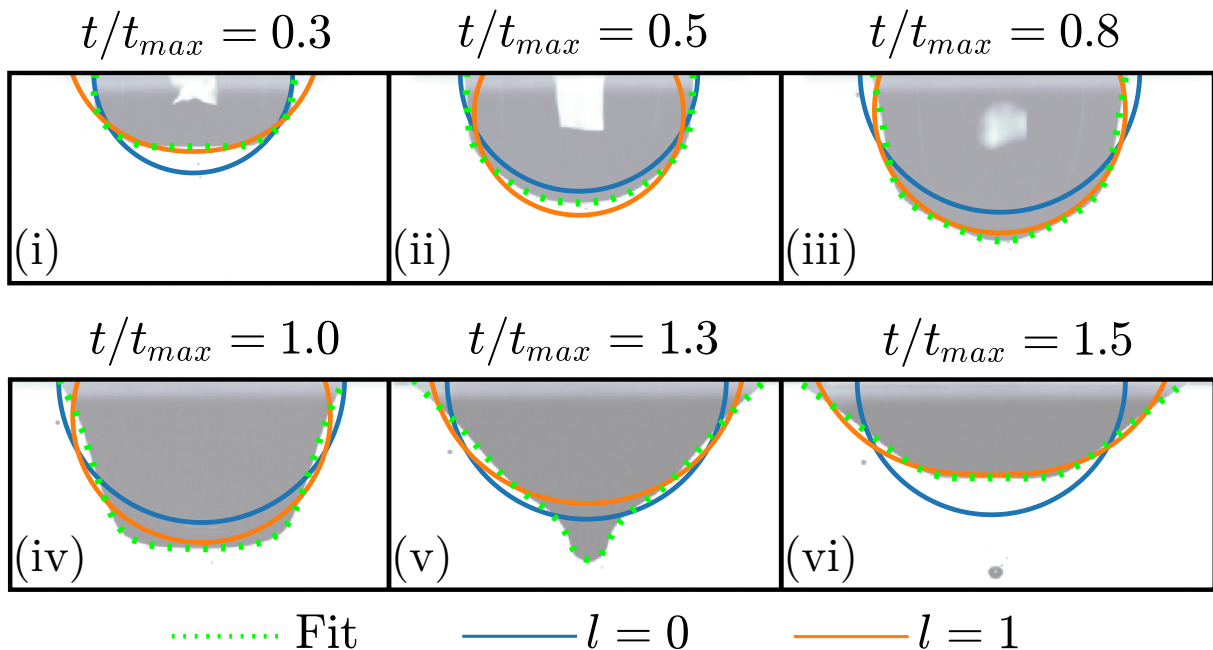 t/t_max = 0.3
t/t_max = 0.5
t/t_max = 0.8
(i)
(ii)
(iii)
t/t_max = 1.0
t/t_max = 1.3
t/t_max = 1.5
(iv)
(v)
(vi)
Fit
l = 0
l = 1